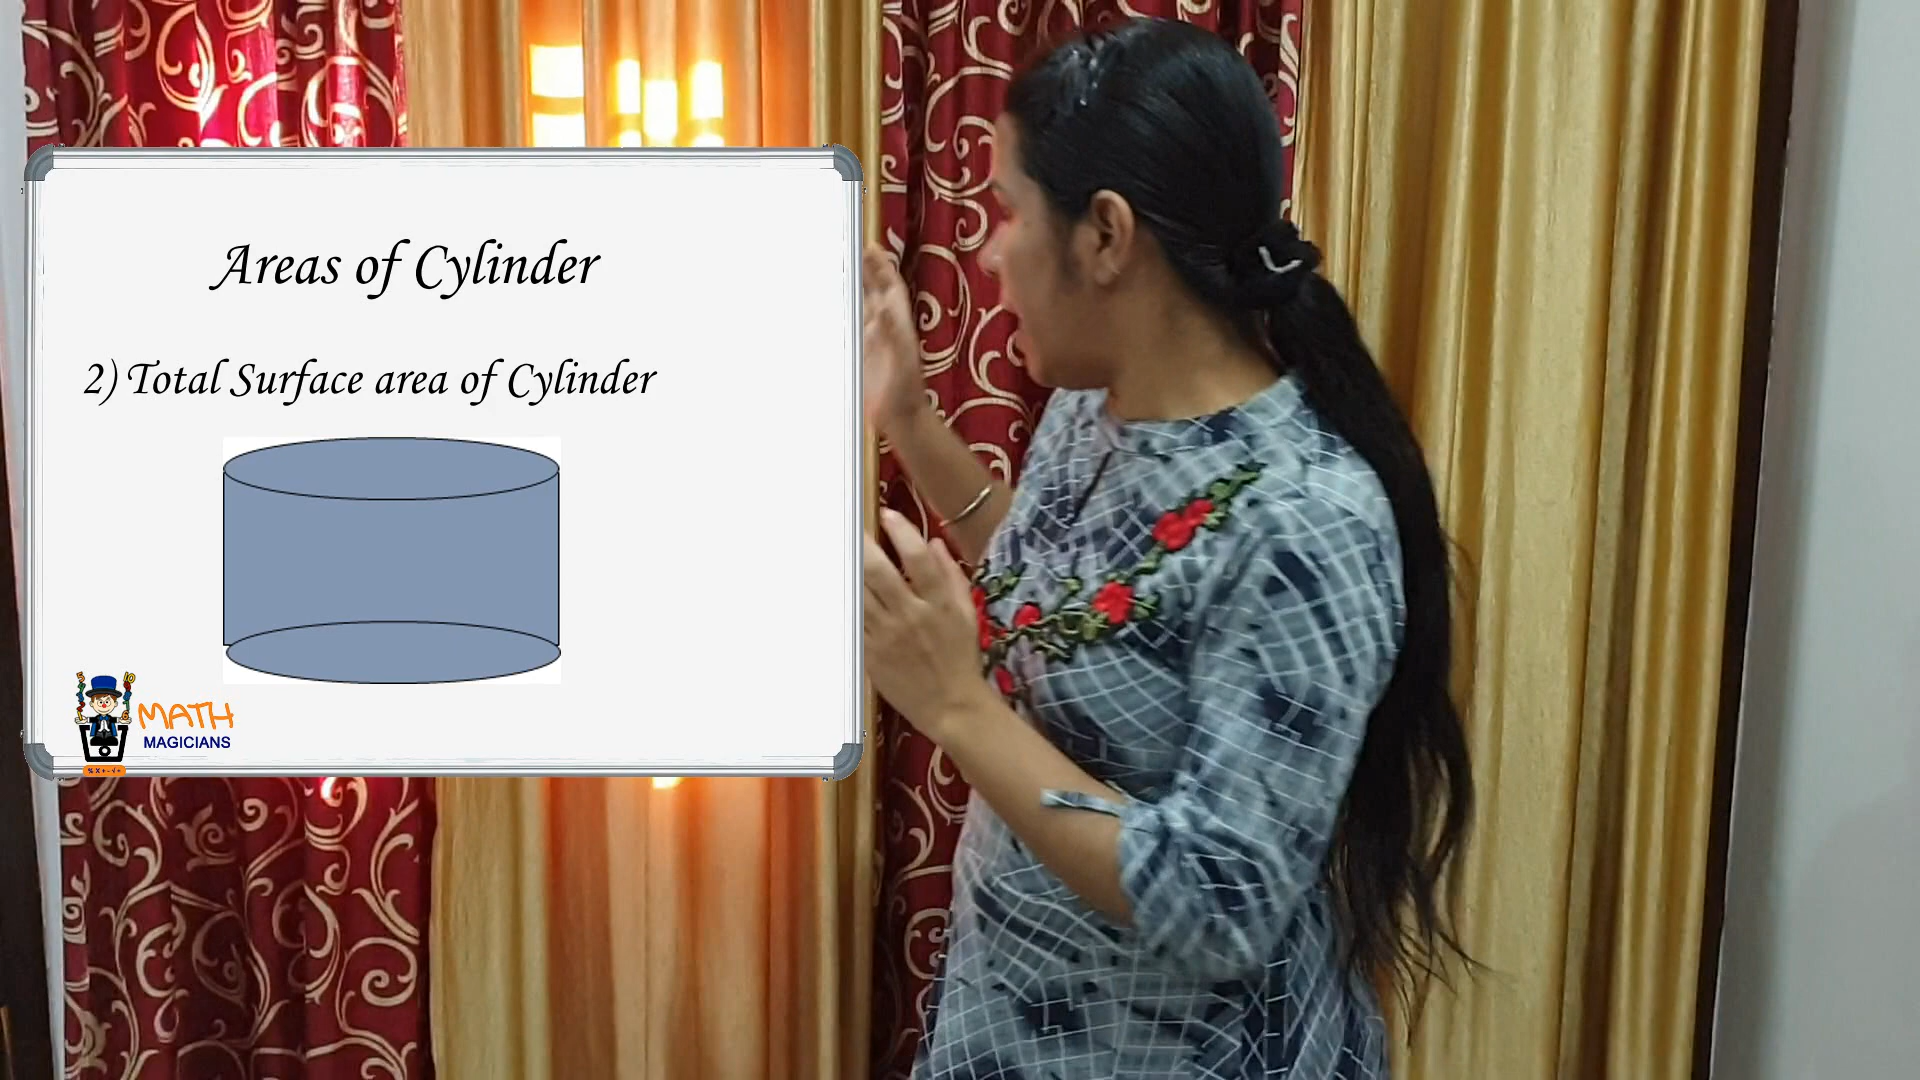 Areas of Cylinder
2) Total Surface area of Cylinder
MATH
MAGICIANS